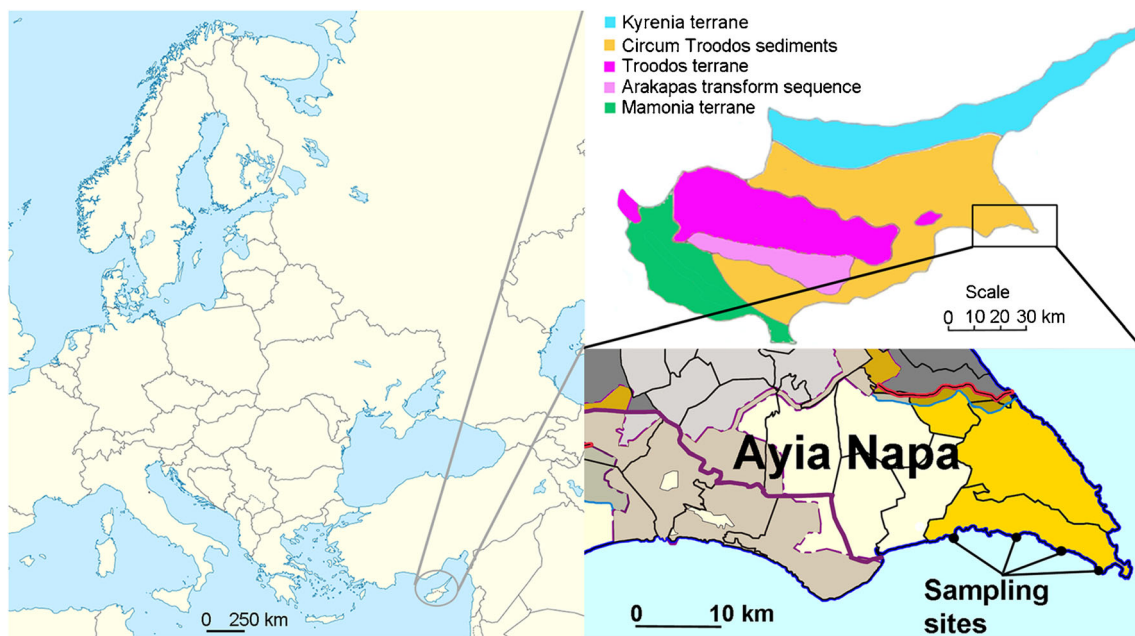 Kyrenia terrane
Circum Troodos sediments
Troodos terrane
Arakapas transform sequence
Mamonia terrane
Scale
0 10 20 30 km
Ayia Napa
Sampling
sites
0 10 km
0 250 km